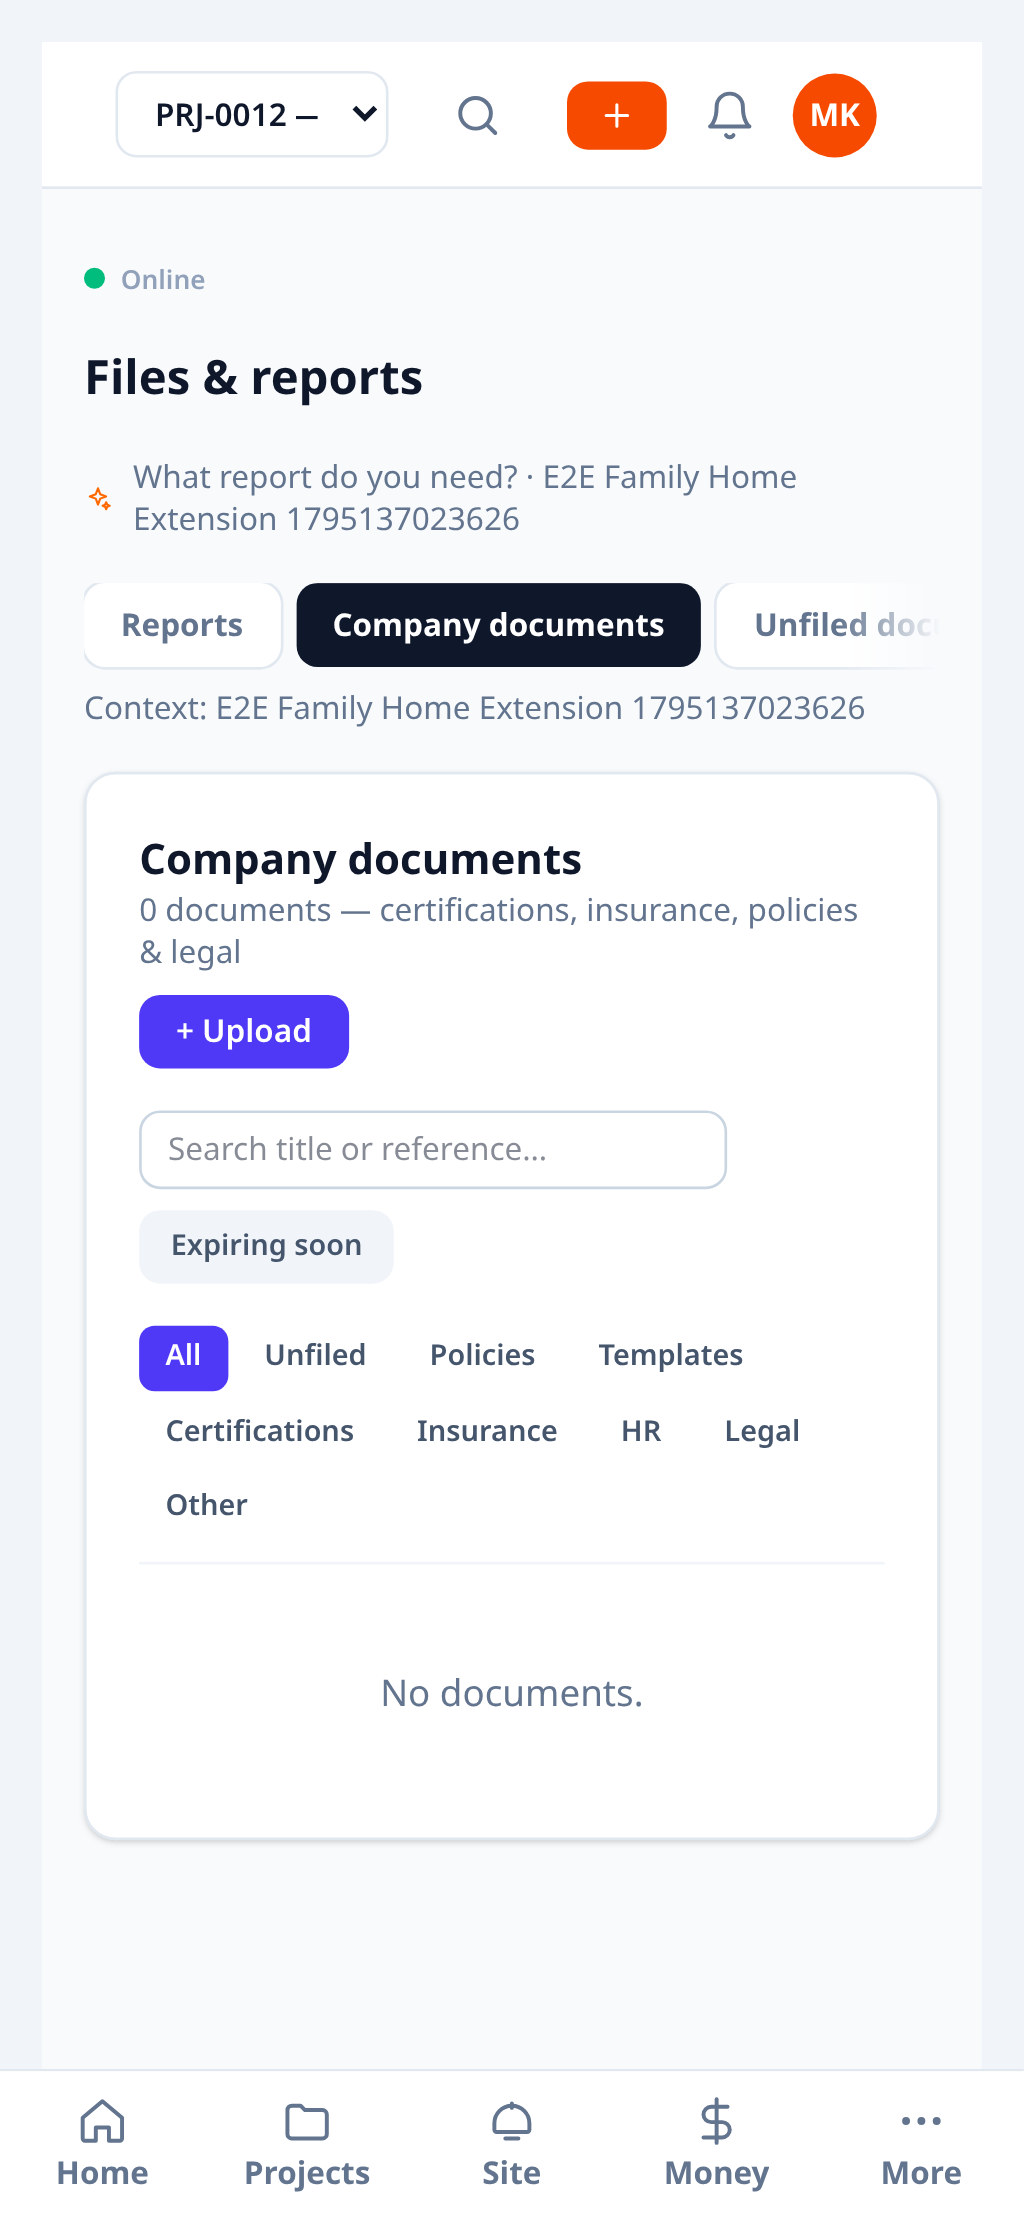 PRJ-0012 —
MK
Online
Files & reports
What report do you need? · E2E Family Home
Extension 1795137023626
Reports
Company documents
Unfiled doc
Context: E2E Family Home Extension 1795137023626
Company documents
0 documents — certifications, insurance, policies
& legal
+ Upload
Search title or reference...
Expiring soon
All
Unfiled
Policies
Templates
Certifications
Insurance
HR
Legal
Other
No documents.
Home
Projects
Site
Money
More